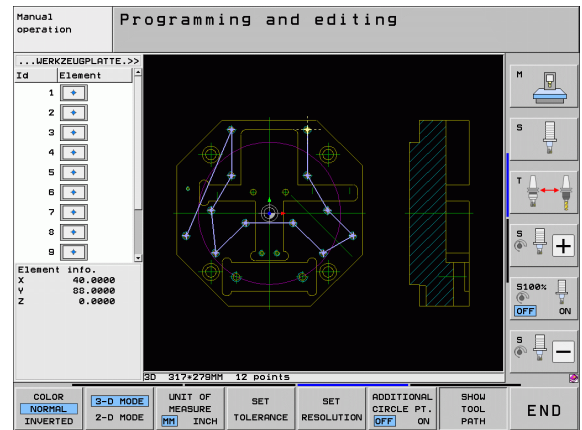 Manual
operation
Programming and editing
...WERKZEUGPLATTE.>>
Id Element
1
2
3
4
5
6
7
8
9
Element info.
X 40.0000
Y 88.0000
Z 0.0000
3D 317*279MM 12 points
M
S
T
S
S100%
OFF ON
S
COLOR
NORMAL
INVERTED
3-D MODE
2-D MODE
UNIT OF
MEASURE
MM INCH
SET
TOLERANCE
SET
RESOLUTION
ADDITIONAL
CIRCLE PT.
OFF ON
SHOW
TOOL
PATH
END